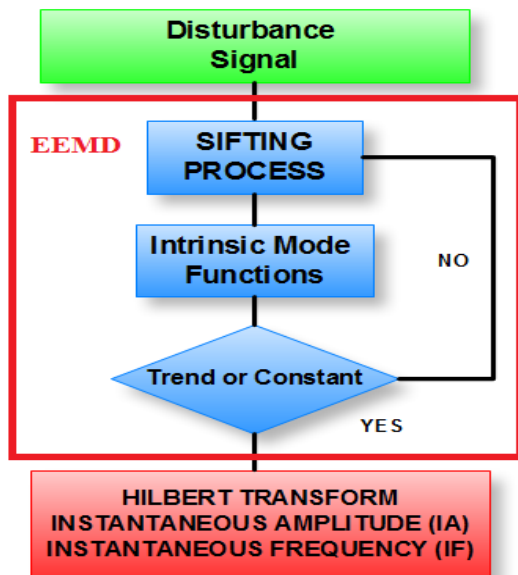 Disturbance
Signal
EEMD
SIFTING
PROCESS
Intrinsic Mode
Functions
NO
Trend or Constant
YES
HILBERT TRANSFORM
INSTANTANEOUS AMPLITUDE (IA)
INSTANTANEOUS FREQUENCY (IF)